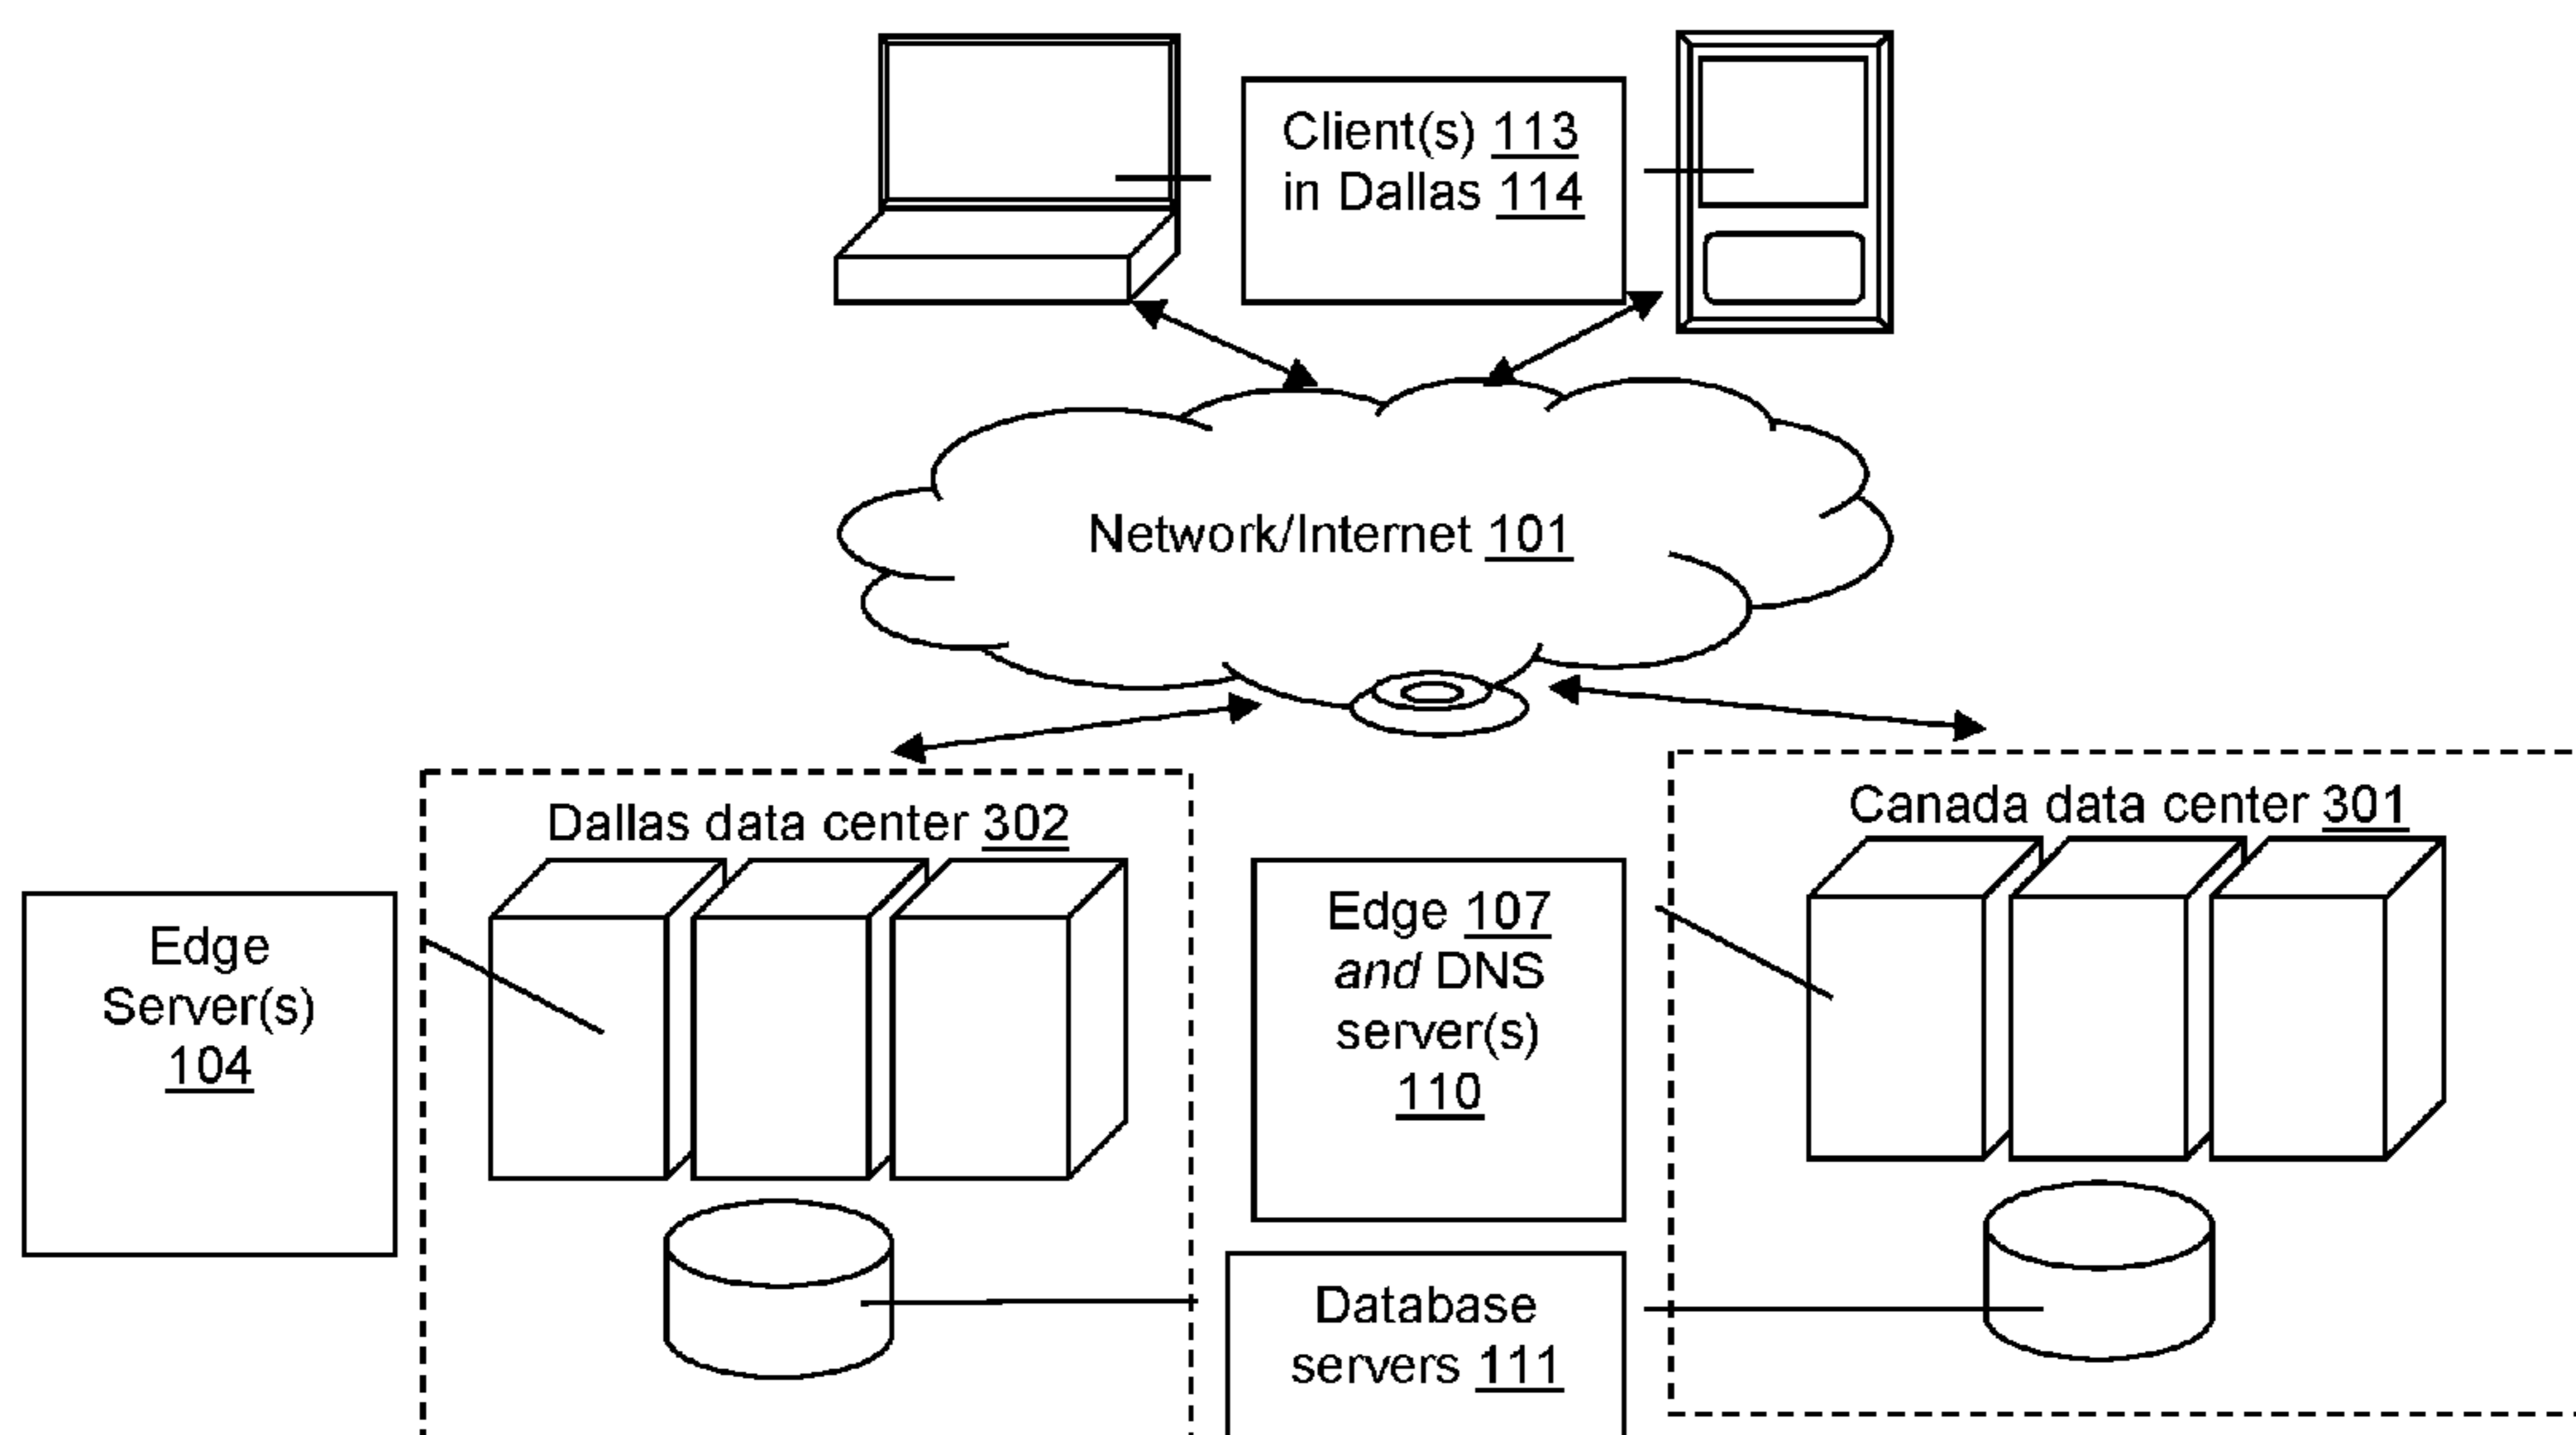 Client(s) 113
in Dallas 114
Network/Internet 101
Dallas data center 302
Canada data center 301
Edge
Server(s)
104
Edge 107
and DNS
server(s)
110
Database
servers 111